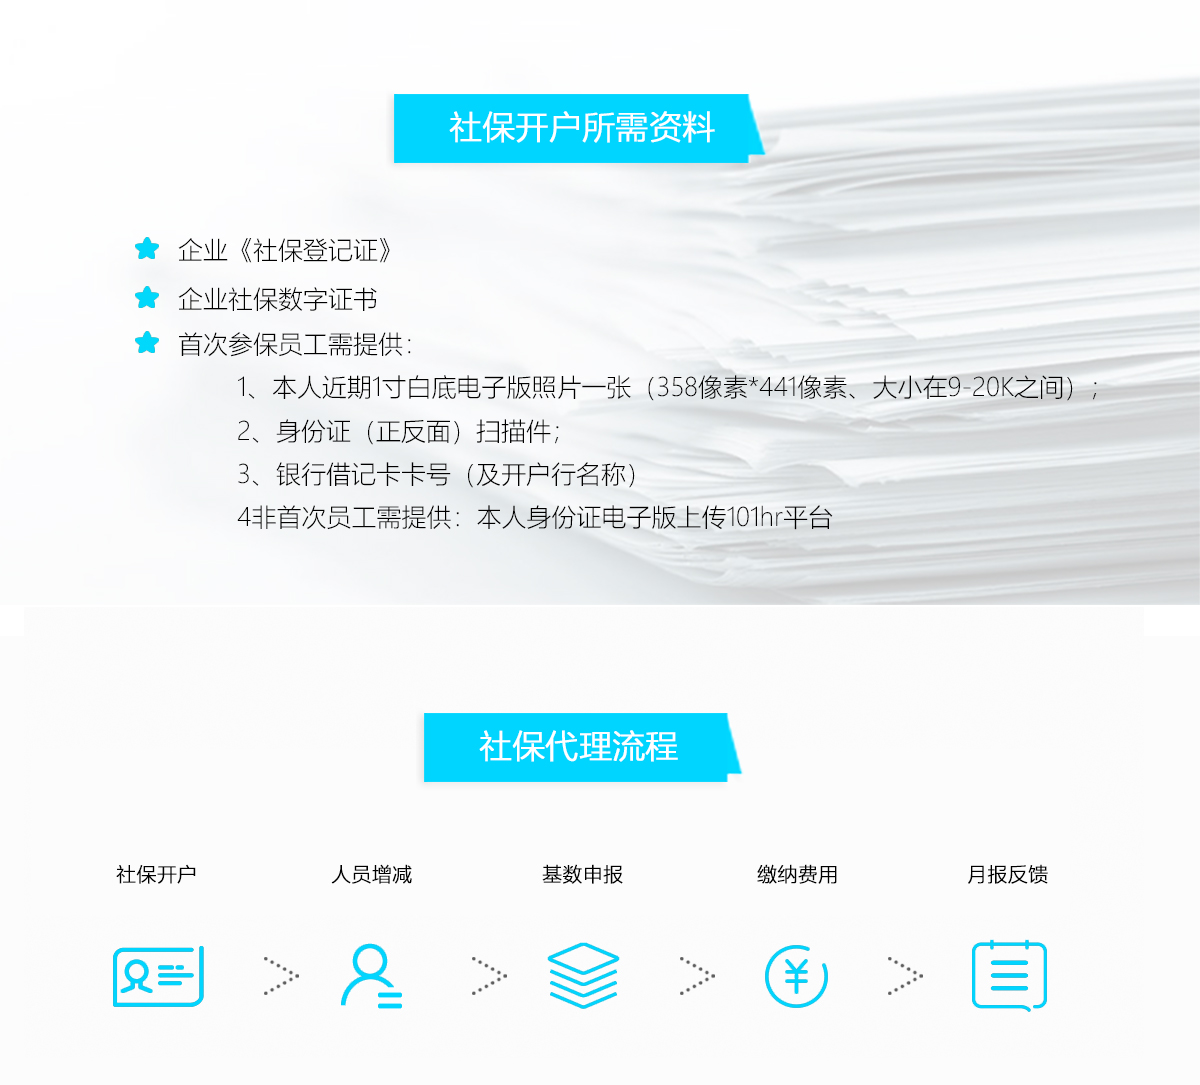 社保开户所需资料
企业《社保登记证》
企业社保数字证书
首次参保员工需提供：
1、本人近期1寸白底电子版照片一张（358像素*441像素、大小在9-20K之间）；
2、身份证（正反面）扫描件；
3、银行借记卡卡号（及开户行名称）
4非首次员工需提供：本人身份证电子版上传101hr平台
社保代理流程
社保开户
人员增减
基数申报
缴纳费用
月报反馈